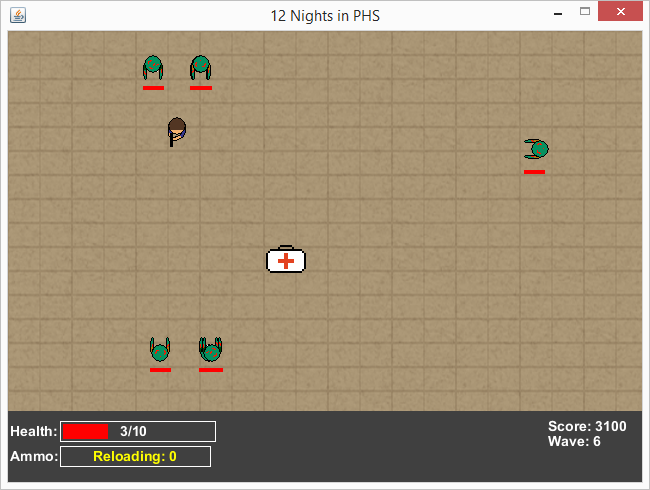 12 Nights in PHS
Health: 3/10
Score: 3100
Wave: 6
Ammo: Reloading: 0